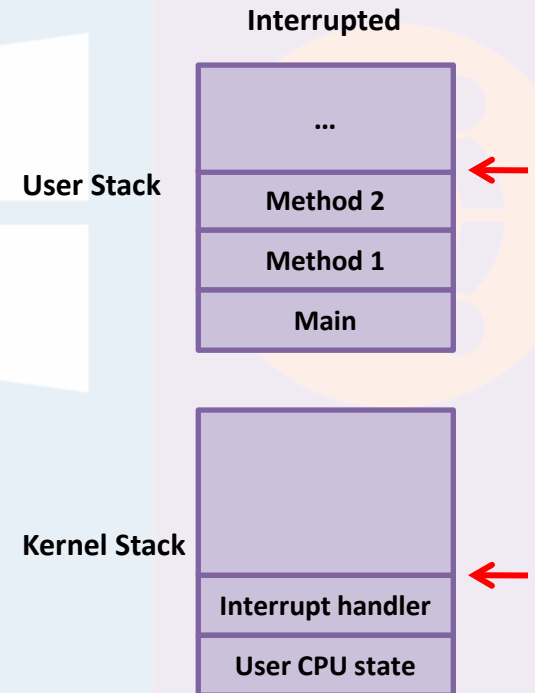 Interrupted
…
User Stack
Method 2
Method 1
Main
Kernel Stack
Interrupt handler
User CPU state